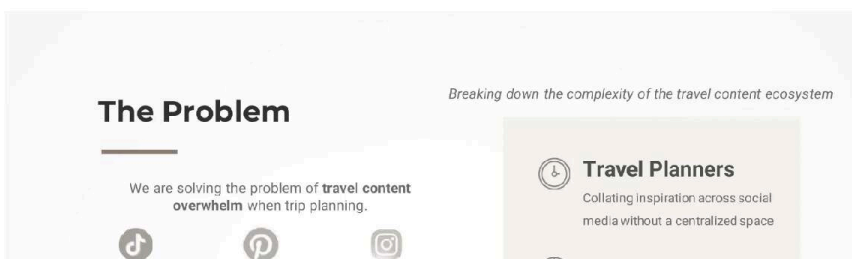 The Problem
We are solving the problem of travel content
overwhelm when trip planning.
Breaking down the complexity of the travel content ecosystem
Travel Planners
Collating inspiration across social
media without a centralized space